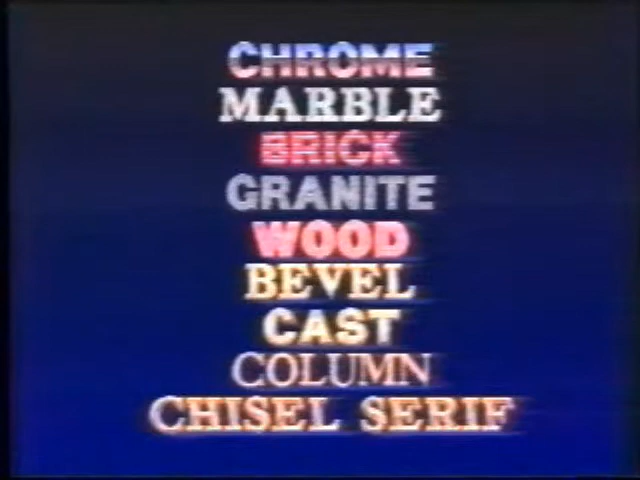 CHROME
MARBLE
BRICK
GRANITE
WOOD
BEVEL
CAST
COLUMN
CHISEL SERIF